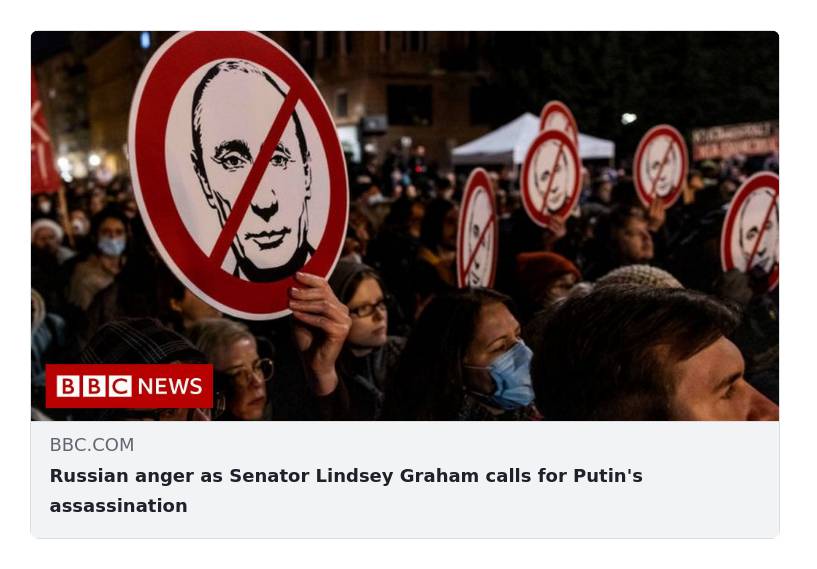 BBC NEWS
BBC.COM
Russian anger as Senator Lindsey Graham calls for Putin's
assassination